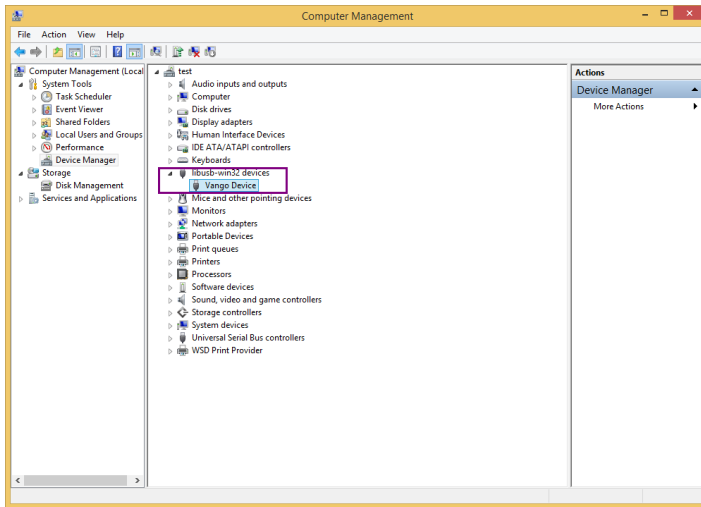 Computer Management
File Action View Help
Computer Management (Local
System Tools
Task Scheduler
Event Viewer
Shared Folders
Local Users and Groups
Performance
Device Manager
Storage
Disk Management
Services and Applications
test
Audio inputs and outputs
Computer
Disk drives
Display adapters
Human Interface Devices
IDE ATA/ATAPI controllers
Keyboards
libusb-win32 devices
Vango Device
Mice and other pointing devices
Monitors
Network adapters
Portable Devices
Print queues
Printers
Processors
Software devices
Sound, video and game controllers
Storage controllers
System devices
Universal Serial Bus controllers
WSD Print Provider
Actions
Device Manager
More Actions